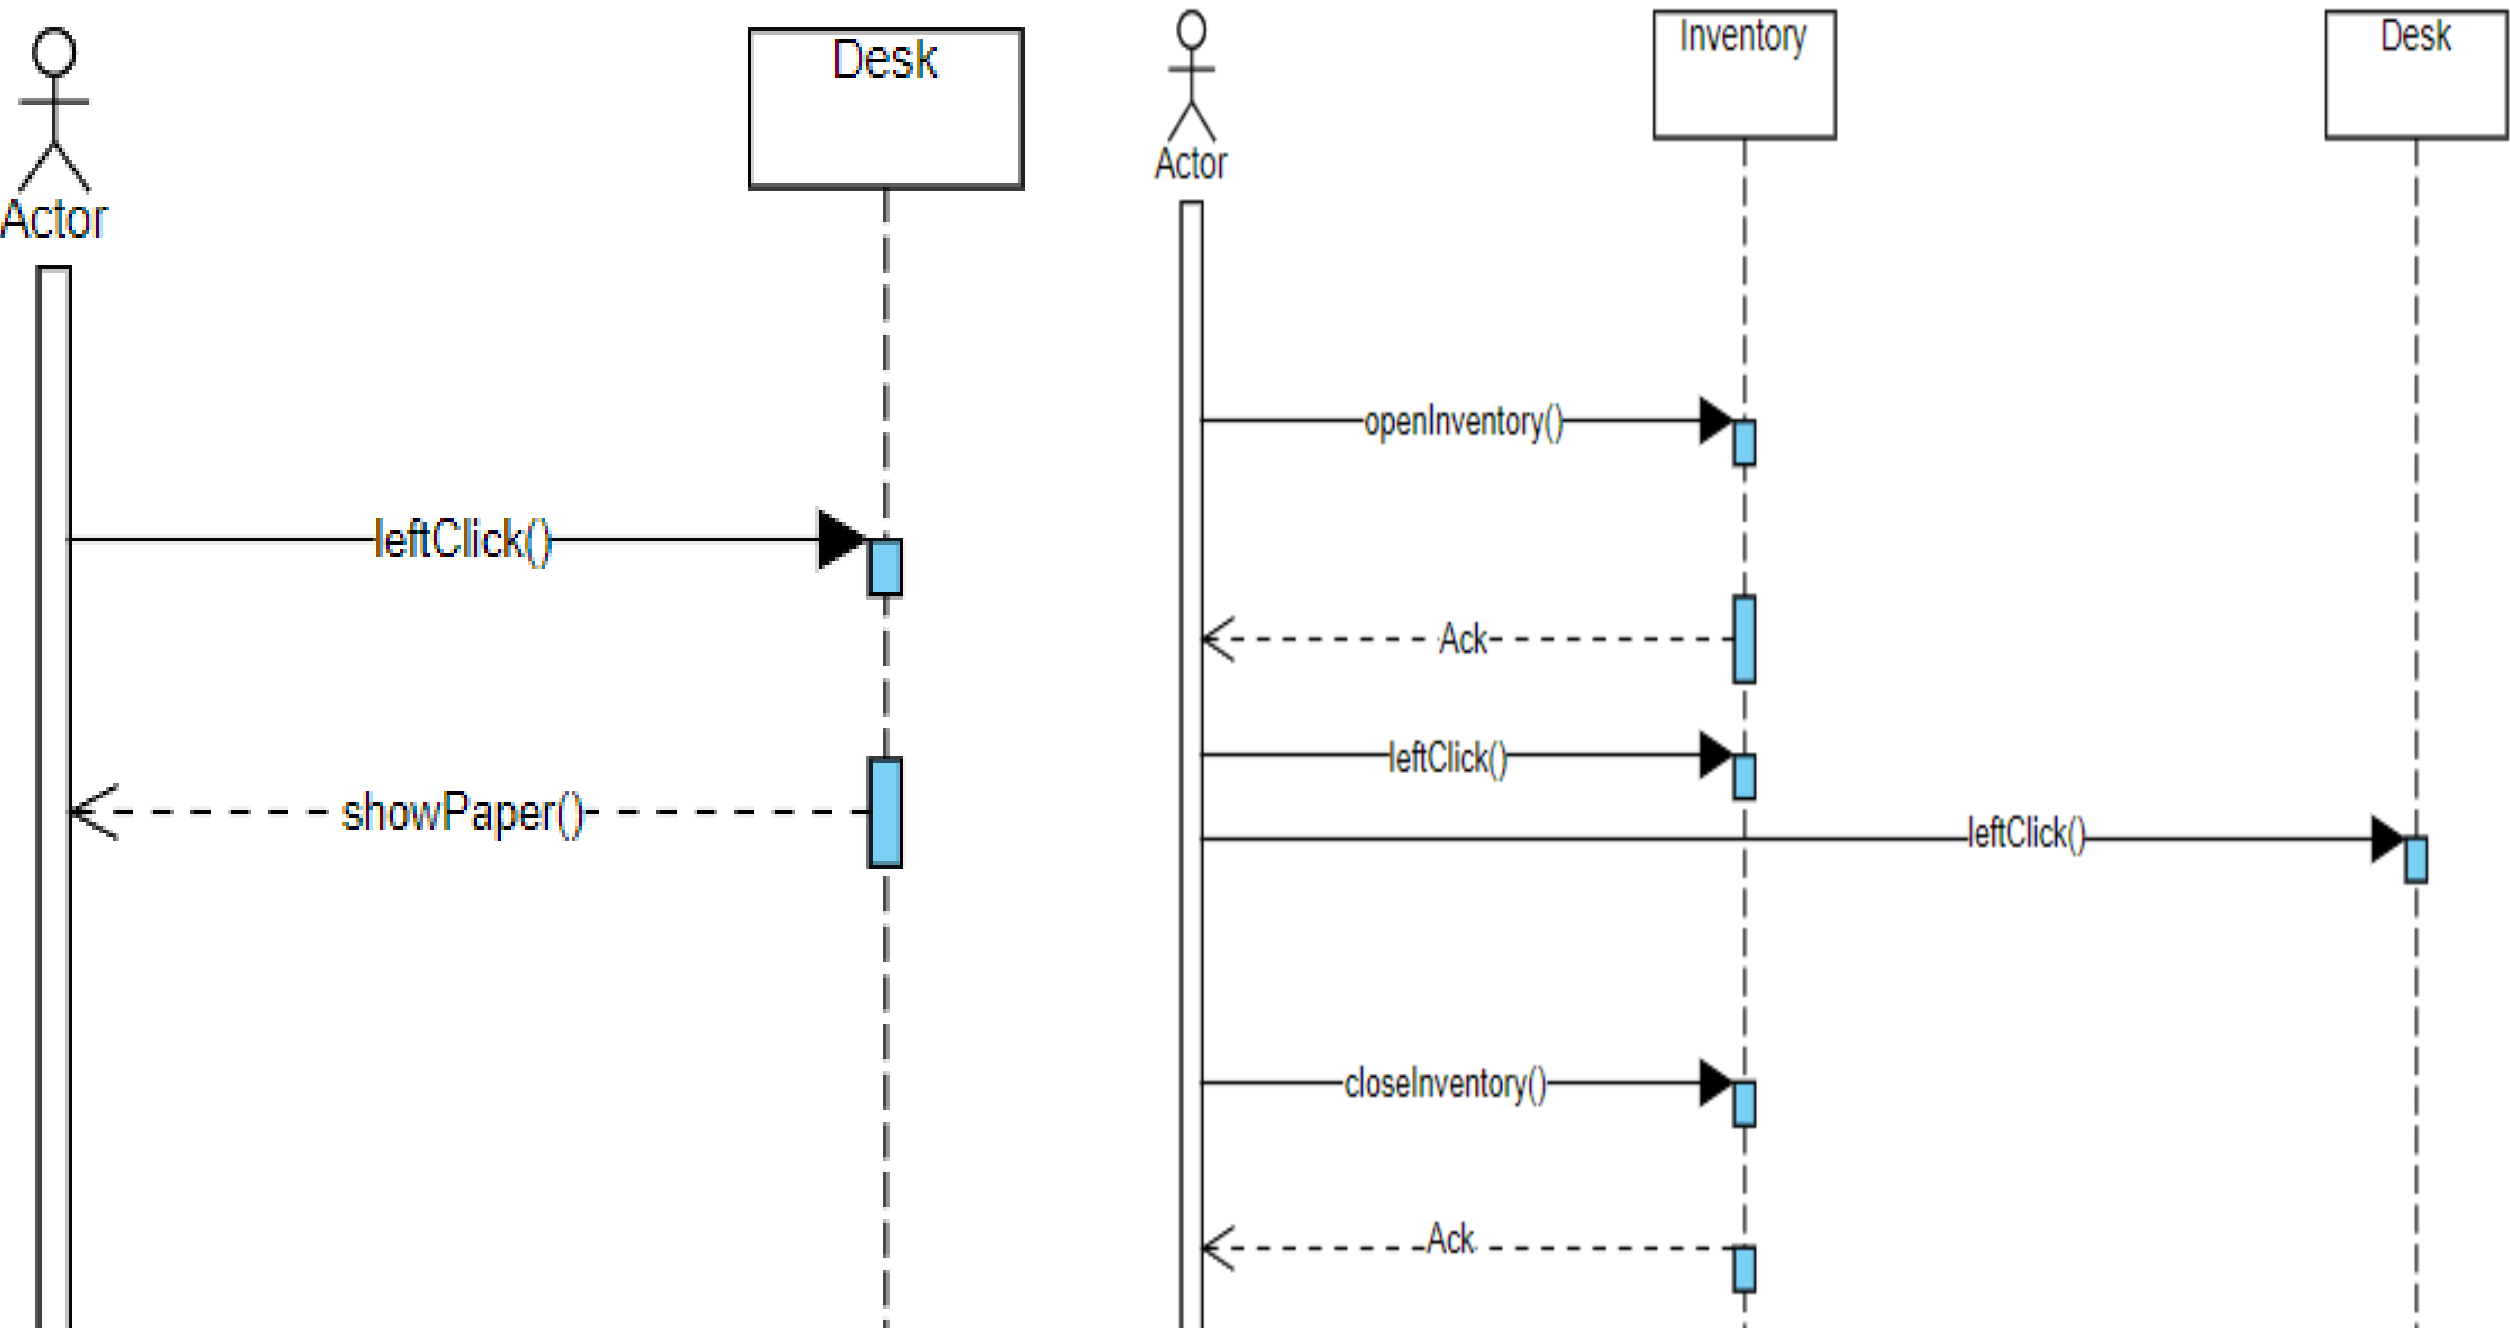 Desk
Actor
leftClick()
showPaper()
Inventory
Desk
Actor
openInventory()
Ack
leftClick()
leftClick()
closeInventory()
Ack